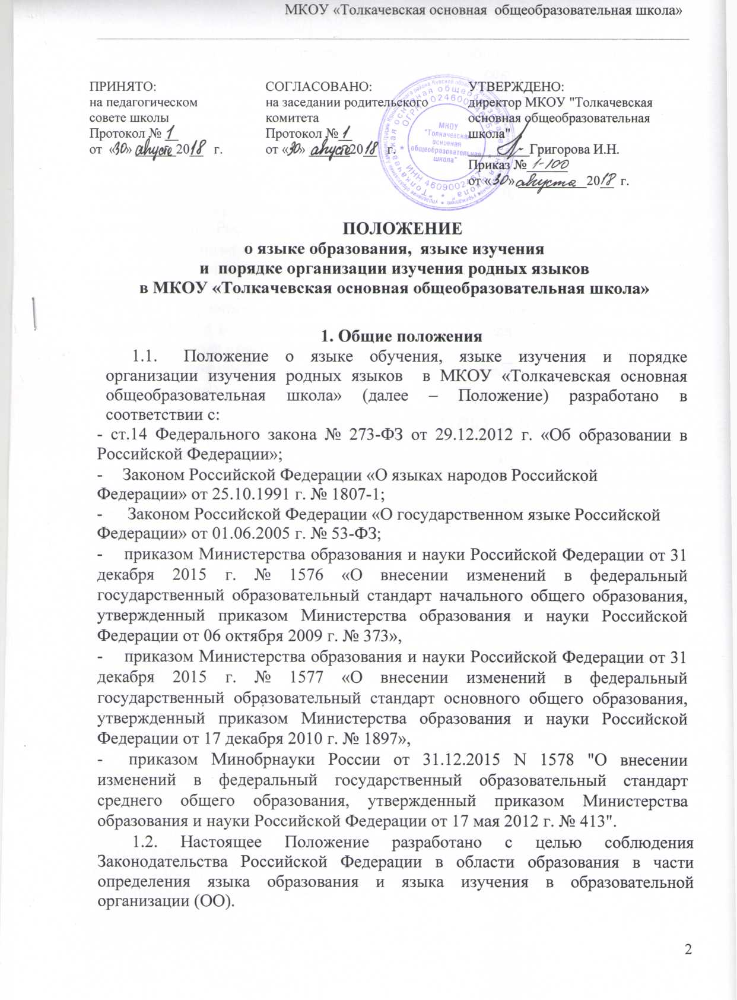 МКОУ «Толкачевская основная общеобразовательная школа»
ПРИНЯТО:
на педагогическом
совете школы
Протокол № 1
от «30» августе 2018 г.
СОГЛАСОВАНО:
на заседании родительского
комитета
Протокол № 1
от «30» августе 2018 г.
УТВЕРЖДЕНО:
директор МКОУ "Толкачевская
основная общеобразовательная
школа"
Григорова И.Н.
Приказ № 1-100
от «30» августа 2018 г.
МКОУ
"Толкачевская
основная
общеобразовательная
школа"
ПОЛОЖЕНИЕ
о языке образования, языке изучения
и порядке организации изучения родных языков
в МКОУ «Толкачевская основная общеобразовательная школа»
1. Общие положения
1.1. Положение о языке обучения, языке изучения и порядке
организации изучения родных языков в МКОУ «Толкачевская основная
общеобразовательная школа» (далее – Положение) разработано в
соответствии с:
- ст.14 Федерального закона № 273-ФЗ от 29.12.2012 г. «Об образовании в
Российской Федерации»;
- Законом Российской Федерации «О языках народов Российской
Федерации» от 25.10.1991 г. № 1807-1;
- Законом Российской Федерации «О государственном языке Российской
Федерации» от 01.06.2005 г. № 53-ФЗ;
- приказом Министерства образования и науки Российской Федерации от 31
декабря 2015 г. № 1576 «О внесении изменений в федеральный
государственный образовательный стандарт начального общего образования,
утвержденный приказом Министерства образования и науки Российской
Федерации от 06 октября 2009 г. № 373»,
- приказом Министерства образования и науки Российской Федерации от 31
декабря 2015 г. № 1577 «О внесении изменений в федеральный
государственный образовательный стандарт основного общего образования,
утвержденный приказом Министерства образования и науки Российской
Федерации от 17 декабря 2010 г. № 1897»,
- приказом Минобрнауки России от 31.12.2015 N 1578 "О внесении
изменений в федеральный государственный образовательный стандарт
среднего общего образования, утвержденный приказом Министерства
образования и науки Российской Федерации от 17 мая 2012 г. № 413".
1.2. Настоящее Положение разработано с целью соблюдения
Законодательства Российской Федерации в области образования в части
определения языка образования и языка изучения в образовательной
организации (ОО).
2